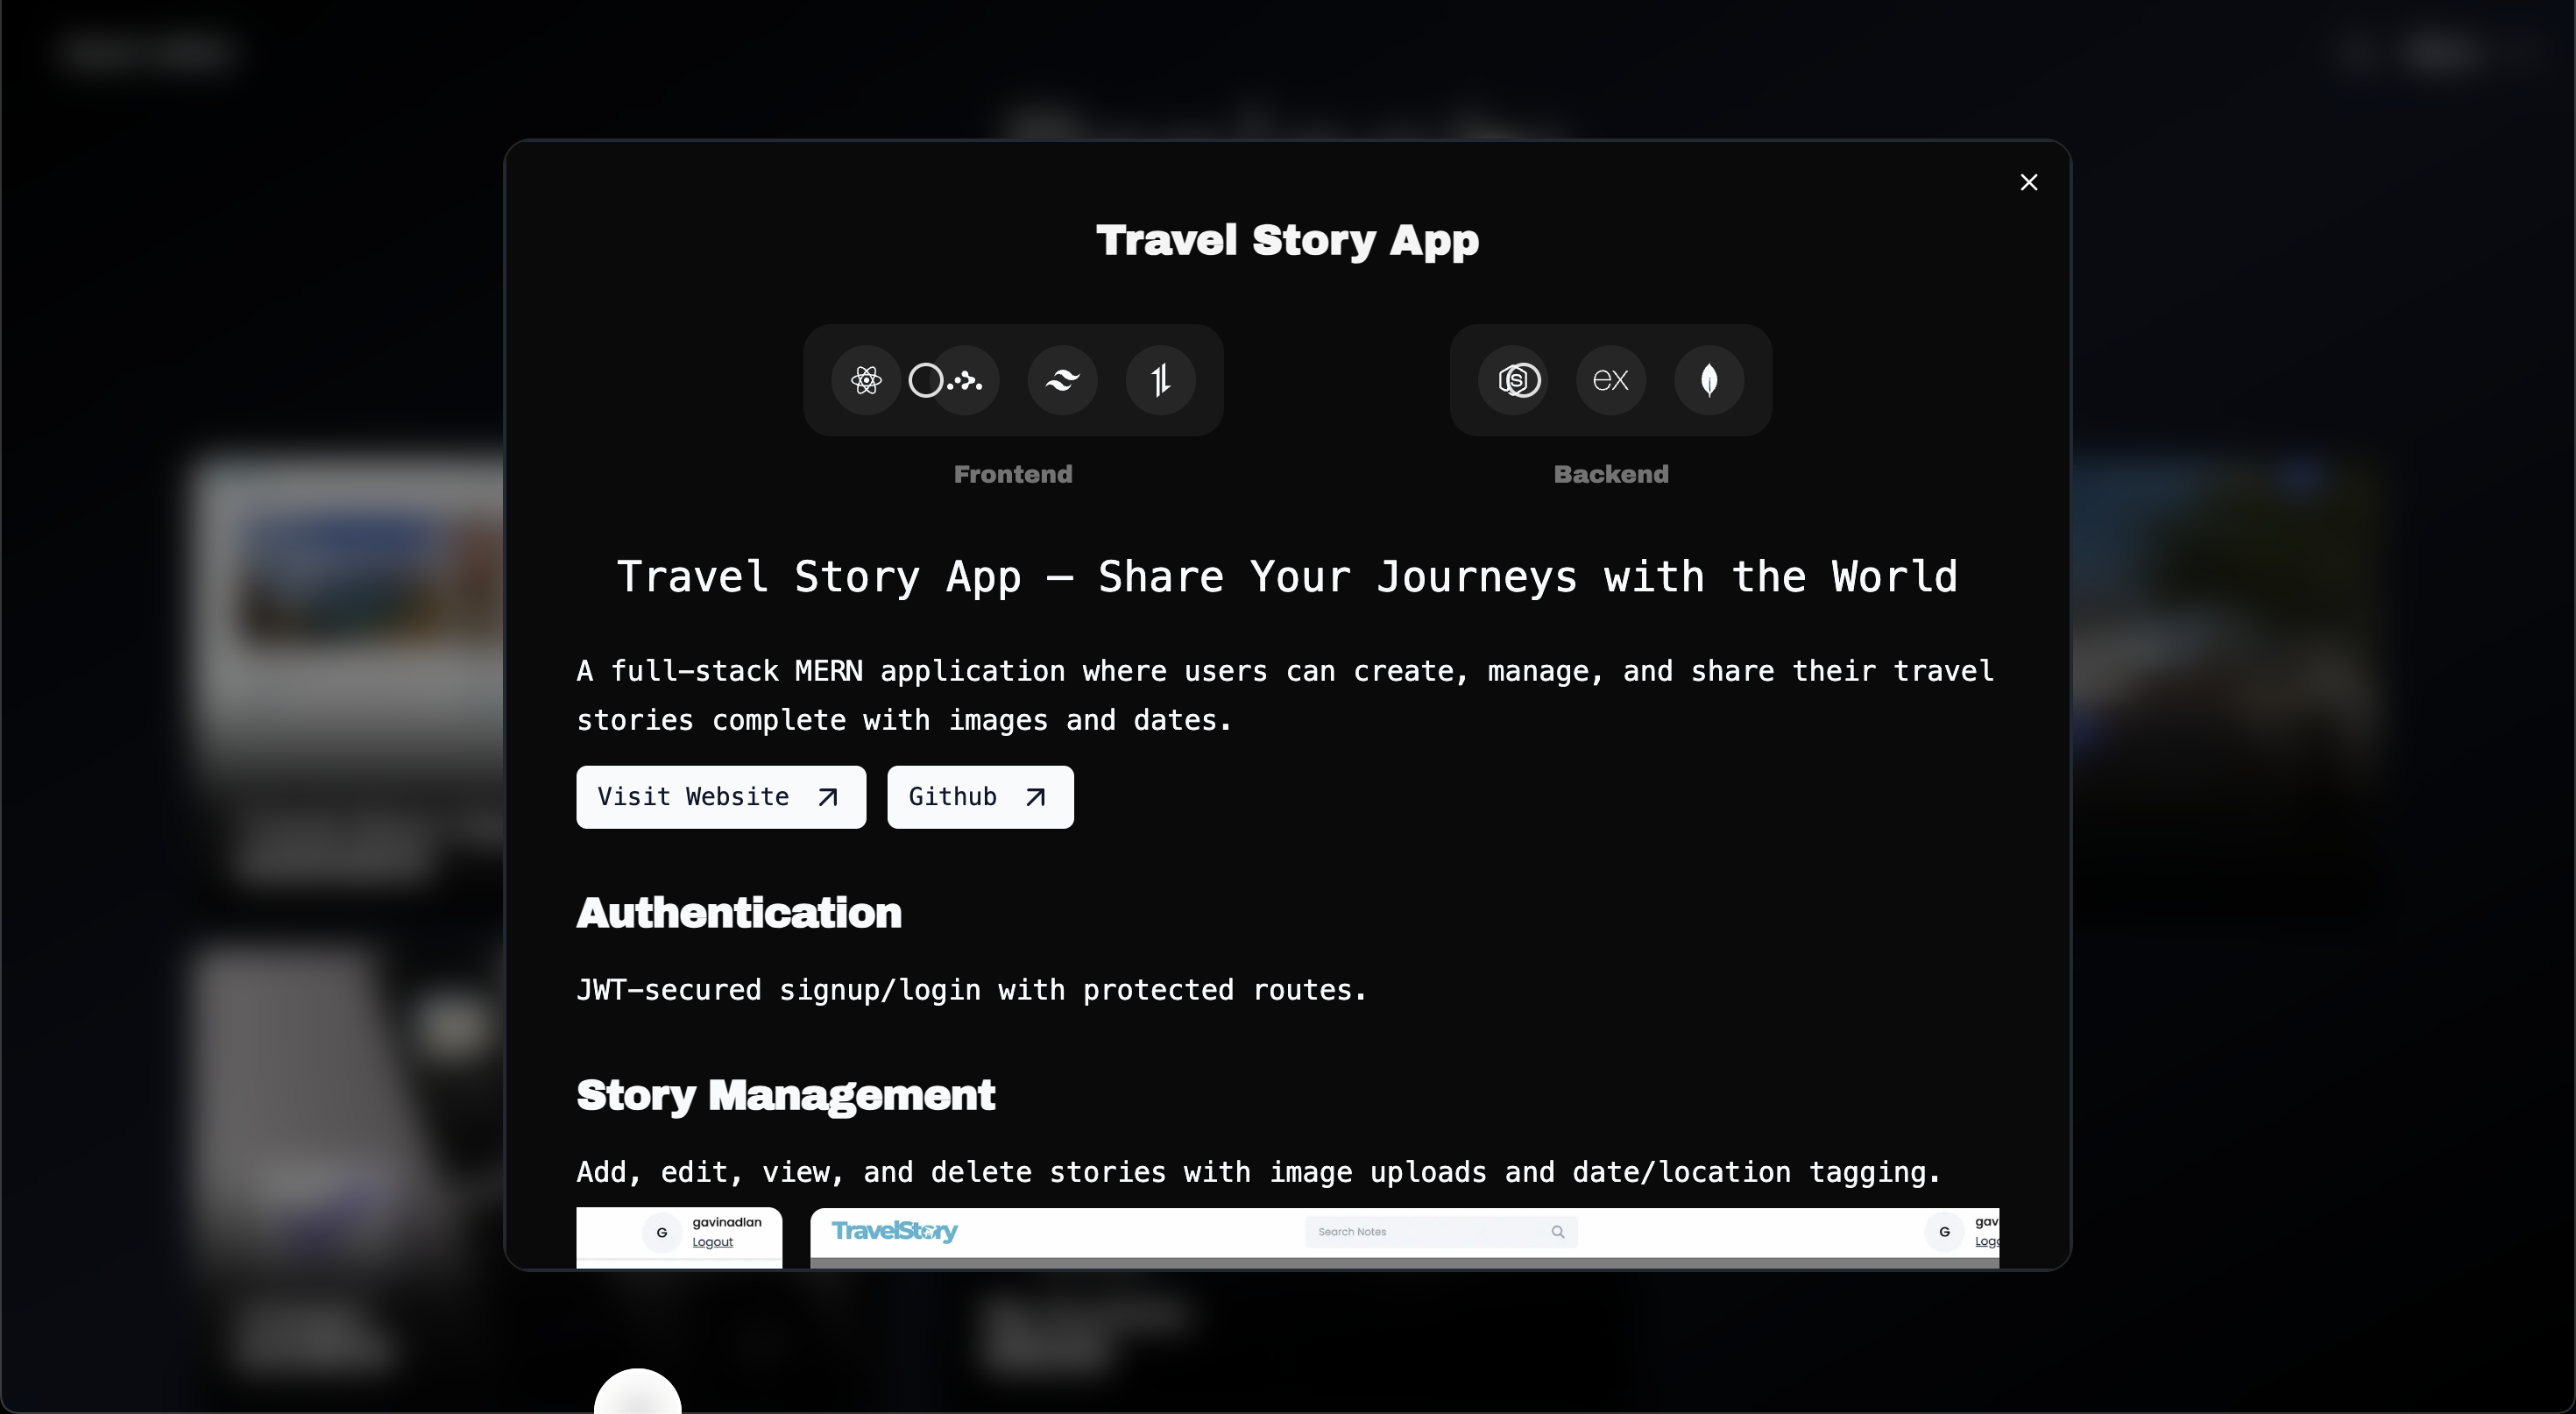 Travel Story App
ex
Frontend
Backend
Travel Story App – Share Your Journeys with the World
A full-stack MERN application where users can create, manage, and share their travel
stories complete with images and dates.
Visit Website
Github
Authentication
JWT-secured signup/login with protected routes.
Story Management
Add, edit, view, and delete stories with image uploads and date/location tagging.
G
gavinadlan
Logout
TravelStory
Search Notes
G
gav
Logo